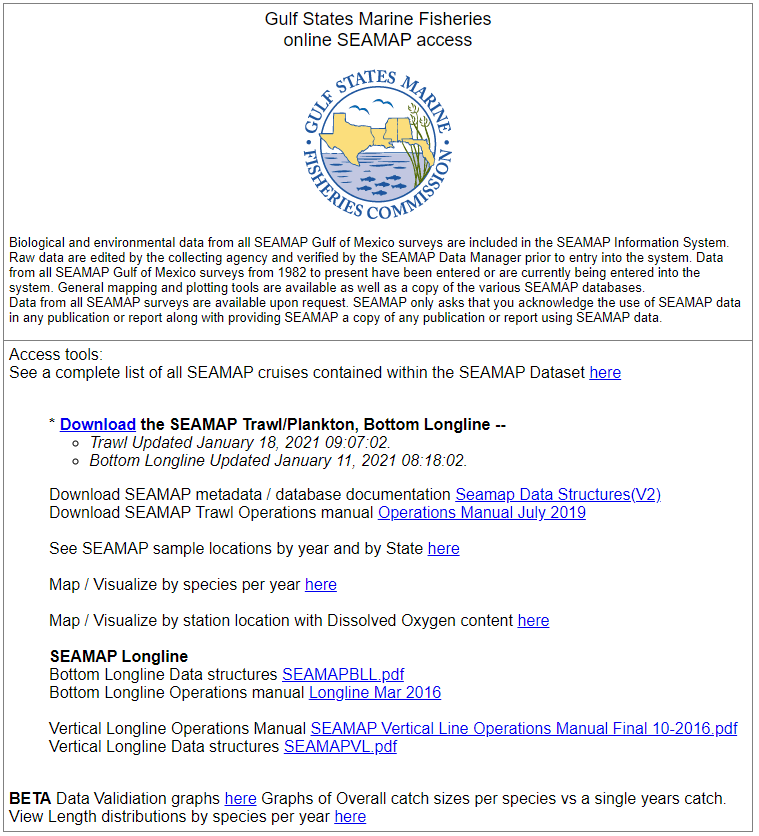 Gulf States Marine Fisheries
online SEAMAP access
GULF STATES MARINE
FISHERIES COMMISSION
Biological and environmental data from all SEAMAP Gulf of Mexico surveys are included in the SEAMAP Information System.
Raw data are edited by the collecting agency and verified by the SEAMAP Data Manager prior to entry into the system. Data
from all SEAMAP Gulf of Mexico surveys from 1982 to present have been entered or are currently being entered into the
system. General mapping and plotting tools are available as well as a copy of the various SEAMAP databases.
Data from all SEAMAP surveys are available upon request. SEAMAP only asks that you acknowledge the use of SEAMAP data
in any publication or report along with providing SEAMAP a copy of any publication or report using SEAMAP data.
Access tools:
See a complete list of all SEAMAP cruises contained within the SEAMAP Dataset here
* Download the SEAMAP Trawl/Plankton, Bottom Longline --
Trawl Updated January 18, 2021 09:07:02.
Bottom Longline Updated January 11, 2021 08:18:02.
Download SEAMAP metadata / database documentation Seamap Data Structures(V2)
Download SEAMAP Trawl Operations manual Operations Manual July 2019
See SEAMAP sample locations by year and by State here
Map / Visualize by species per year here
Map / Visualize by station location with Dissolved Oxygen content here
SEAMAP Longline
Bottom Longline Data structures SEAMAPBLL.pdf
Bottom Longline Operations manual Longline Mar 2016
Vertical Longline Operations Manual SEAMAP Vertical Line Operations Manual Final 10-2016.pdf
Vertical Longline Data structures SEAMAPVL.pdf
BETA Data Validiation graphs here Graphs of Overall catch sizes per species vs a single years catch.
View Length distributions by species per year here